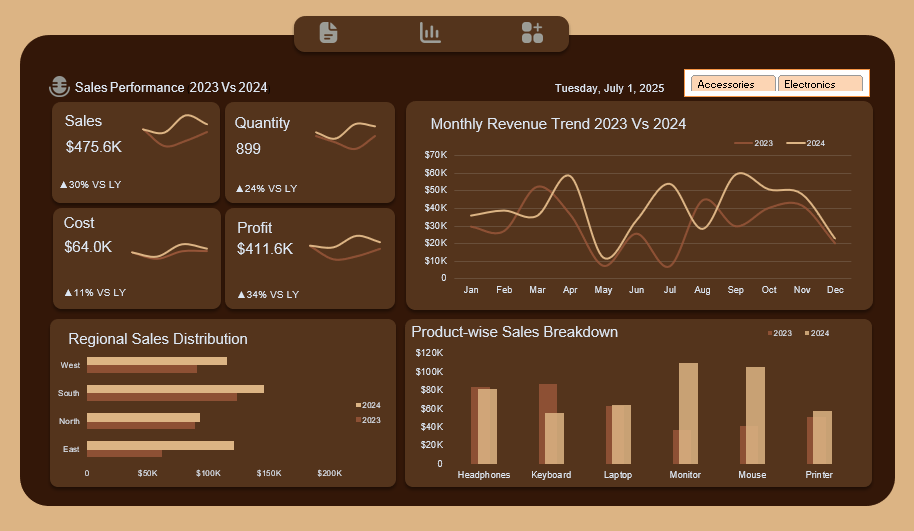 Sales Performance 2023 Vs 2024
Tuesday, July 1, 2025
Accessories
Electronics
Sales
$475.6K
▲30% VS LY
Quantity
899
▲24% VS LY
Cost
$64.0K
▲11% VS LY
Profit
$411.6K
▲34% VS LY
Monthly Revenue Trend 2023 Vs 2024
2023 2024
$70K
$60K
$50K
$40K
$30K
$20K
$10K
0
Jan Feb Mar Apr May Jun Jul Aug Sep Oct Nov Dec
Regional Sales Distribution
West
South
North
East
2024
2023
0 $50K $100K $150K $200K
Product-wise Sales Breakdown
2023 2024
$120K
$100K
$80K
$60K
$40K
$20K
0
Headphones Keyboard Laptop Monitor Mouse Printer